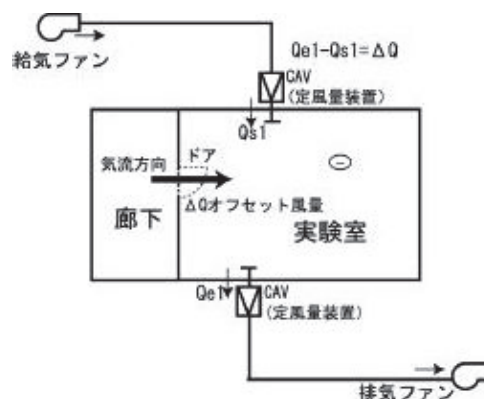 給気ファン
Qe1-Qs1=ΔQ
CAV
(定風量装置)
Qs1
気流方向
ドア
ΔQオフセット風量
廊下
実験室
Qe1
CAV
(定風量装置)
排気ファン